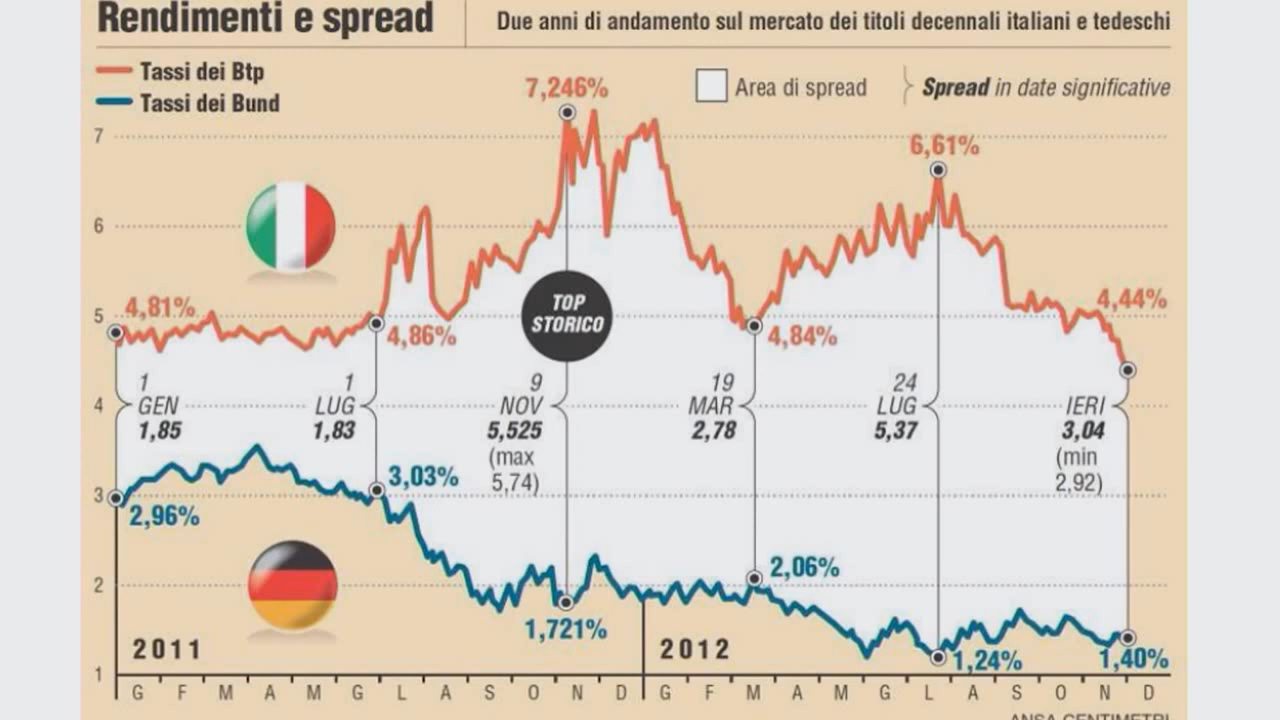 Rendimenti e spread
Due anni di andamento sul mercato dei titoli decennali italiani e tedeschi
Tassi dei Btp
Tassi dei Bund
Area di spread
Spread in date significative
7,246%
6,61%
7
6
5
4
3
2
1
4,81%
4,86%
TOP
STORICO
4,84%
4,44%
1
GEN
1,85
1
LUG
1,83
9
NOV
5,525
(max
5,74)
19
MAR
2,78
24
LUG
5,37
IERI
3,04
(min
2,92)
2,96%
3,03%
1,721%
2,06%
1,24%
1,40%
2011
2012
G F M A M G L A S O N D G F M A M G L A S O N D
ANSA-CENTIMETRI